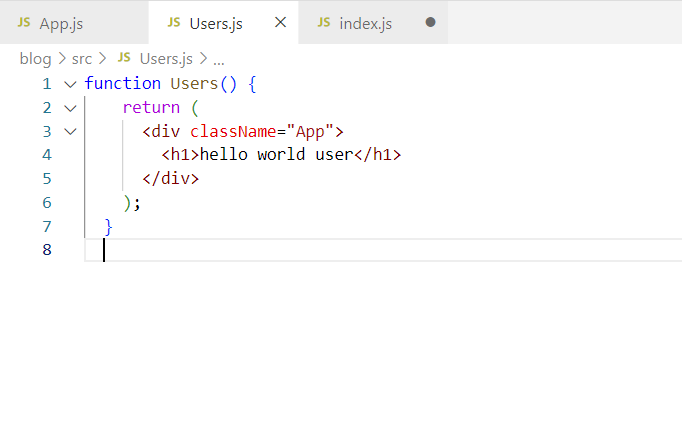 JS App.js JS Users.js × JS index.js
blog > src > JS Users.js > ...
1 function Users() {
2 return (
3 <div className="App">
4 <h1>hello world user</h1>
5 </div>
6 );
7 }
8